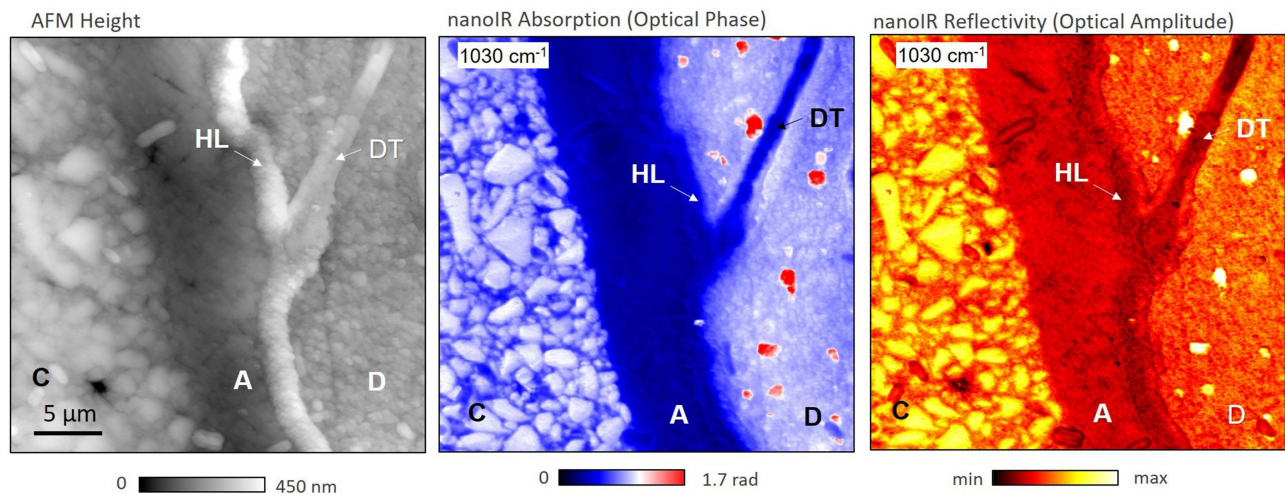 AFM Height
nanoIR Absorption (Optical Phase)
nanoIR Reflectivity (Optical Amplitude)
1030 cm⁻¹
1030 cm⁻¹
HL
DT
DT
HL
DT
HL
C
A
D
5 µm
C
A
D
C
A
D
0
450 nm
0
1.7 rad
min
max